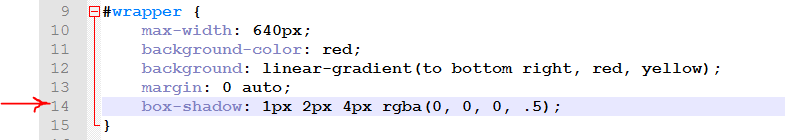 9 #wrapper {
10 max-width: 640px;
11 background-color: red;
12 background: linear-gradient(to bottom right, red, yellow);
13 margin: 0 auto;
14 box-shadow: 1px 2px 4px rgba(0, 0, 0, .5);
15 }